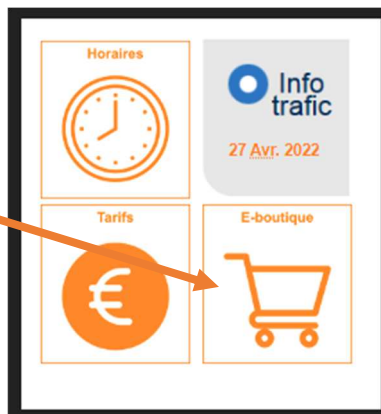 Horaires
Info
trafic
27 Avr. 2022
Tarifs
E-boutique
€